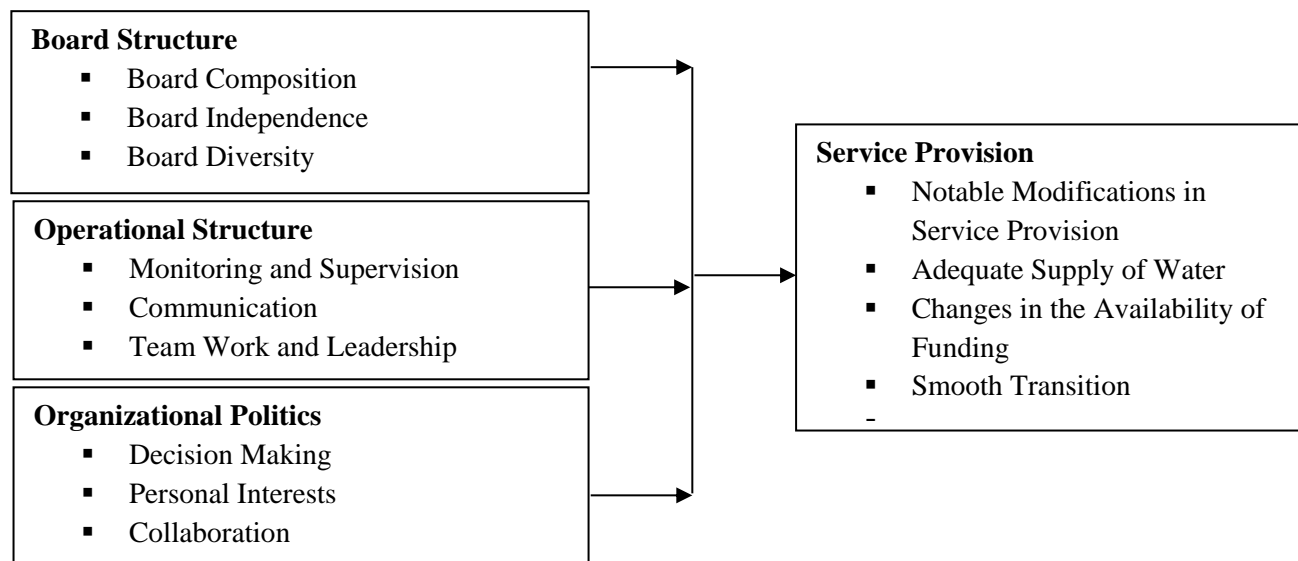 Board Structure
▪ Board Composition
▪ Board Independence
▪ Board Diversity
Operational Structure
▪ Monitoring and Supervision
▪ Communication
▪ Team Work and Leadership
Organizational Politics
▪ Decision Making
▪ Personal Interests
▪ Collaboration
Service Provision
▪ Notable Modifications in
Service Provision
▪ Adequate Supply of Water
▪ Changes in the Availability of
Funding
▪ Smooth Transition
-